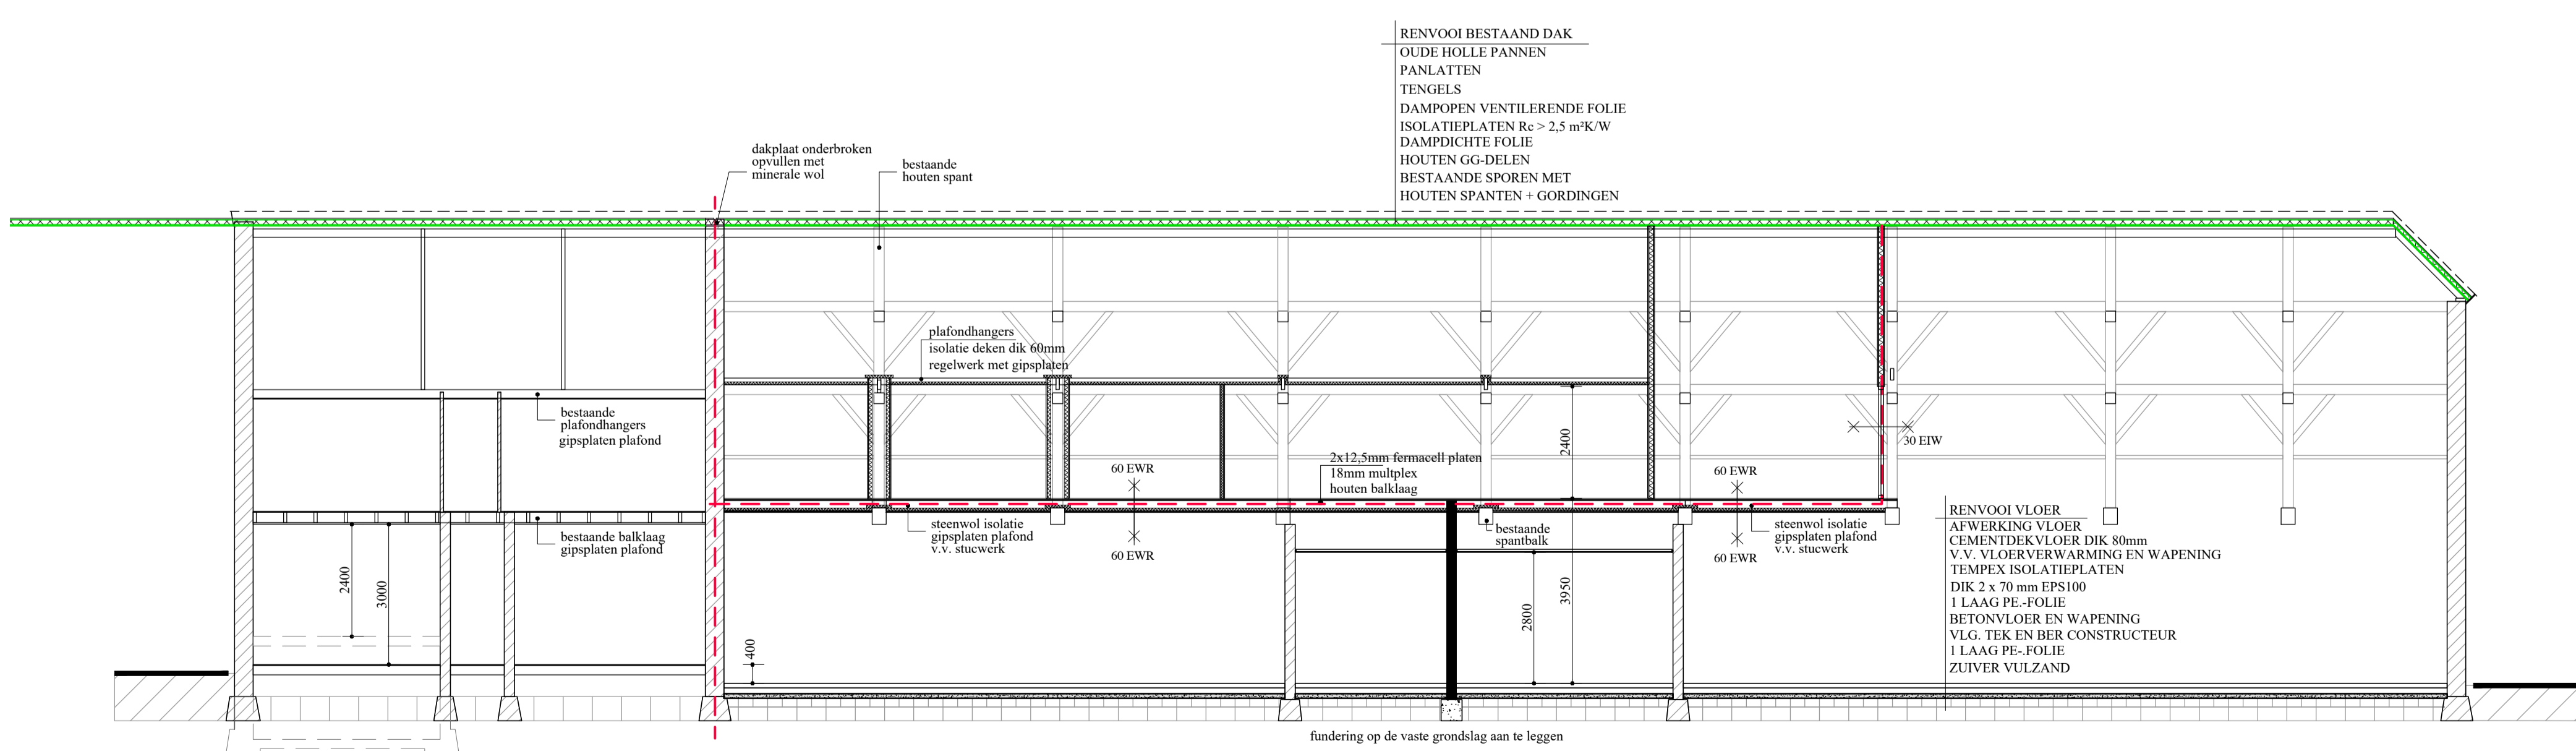 RENVOOI BESTAAND DAK
OUDE HOLLE PANNEN
PANLATTEN
TENGELS
DAMPOPEN VENTILERENDE FOLIE
ISOLATIEPLATEN Rc > 2,5 m²K/W
DAMPDICHTE FOLIE
HOUTEN GG-DELEN
BESTAANDE SPOREN MET
HOUTEN SPANTEN + GORDINGEN
dakplaat onderbroken
opvullen met
minerale wol
bestaande
houten spant
plafondhangers
isolatie deken dik 60mm
regelwerk met gipsplaten
bestaande
plafondhangers
gipsplaten plafond
2400
30 EIW
2x12,5mm fermacell platen
18mm multplex
houten balklaag
60 EWR
60 EWR
bestaande balklaag
gipsplaten plafond
steenwol isolatie
gipsplaten plafond
v.v. stucwerk
60 EWR
bestaande
spantbalk
60 EWR
steenwol isolatie
gipsplaten plafond
v.v. stucwerk
RENVOOI VLOER
AFWERKING VLOER
CEMENTDEKVLOER DIK 80mm
V.V. VLOERVERWARMING EN WAPENING
TEMPEX ISOLATIEPLATEN
DIK 2 x 70 mm EPS100
1 LAAG PE.-FOLIE
BETONVLOER EN WAPENING
VLG. TEK EN BER CONSTRUCTEUR
1 LAAG PE-.FOLIE
ZUIVER VULZAND
2400
3000
400
2800
3950
fundering op de vaste grondslag aan te leggen